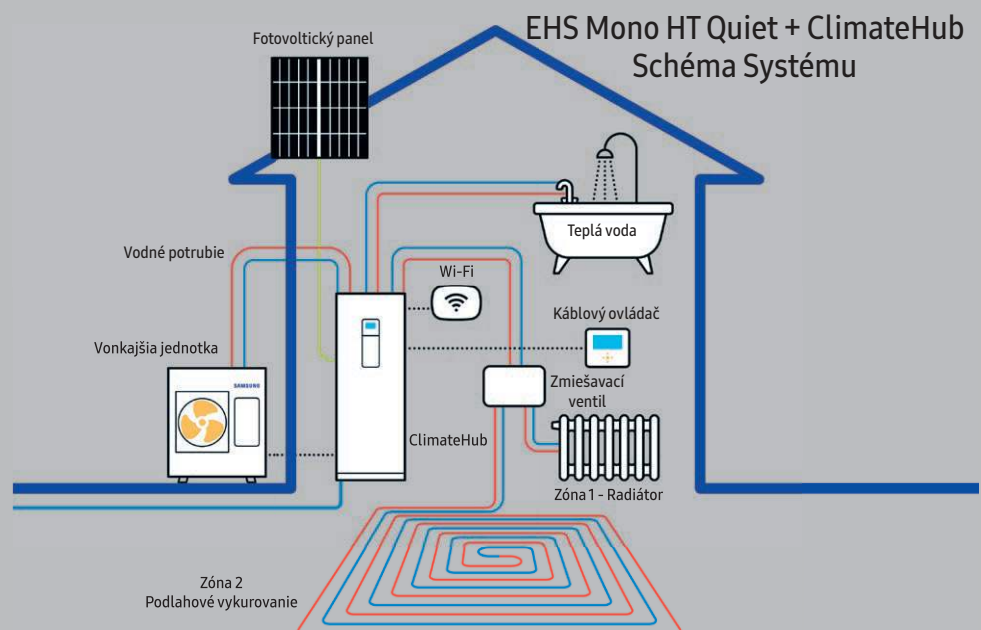 EHS Mono HT Quiet + ClimateHub
Schéma Systému
Fotovoltický panel
Teplá voda
Vodné potrubie
Wi-Fi
Káblový ovládač
Vonkajšia jednotka
SAMSUNG
Zmiešavací
ventil
ClimateHub
Zóna 1 - Radiátor
Zóna 2
Podlahové vykurovanie